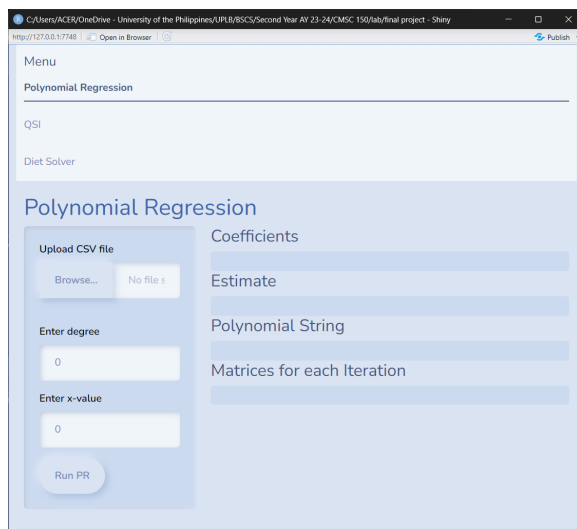 C:/Users/ACER/OneDrive - University of the Philippines/UPLB/BSCS/Second Year AY 23-24/CMSC 150/lab/final project - Shiny
http://127.0.0.1:7748 Open in Browser Publish
Menu
Polynomial Regression
QSI
Diet Solver
Polynomial Regression
Upload CSV file
Browse... No file s
Enter degree
0
Enter x-value
0
Run PR
Coefficients
Estimate
Polynomial String
Matrices for each Iteration